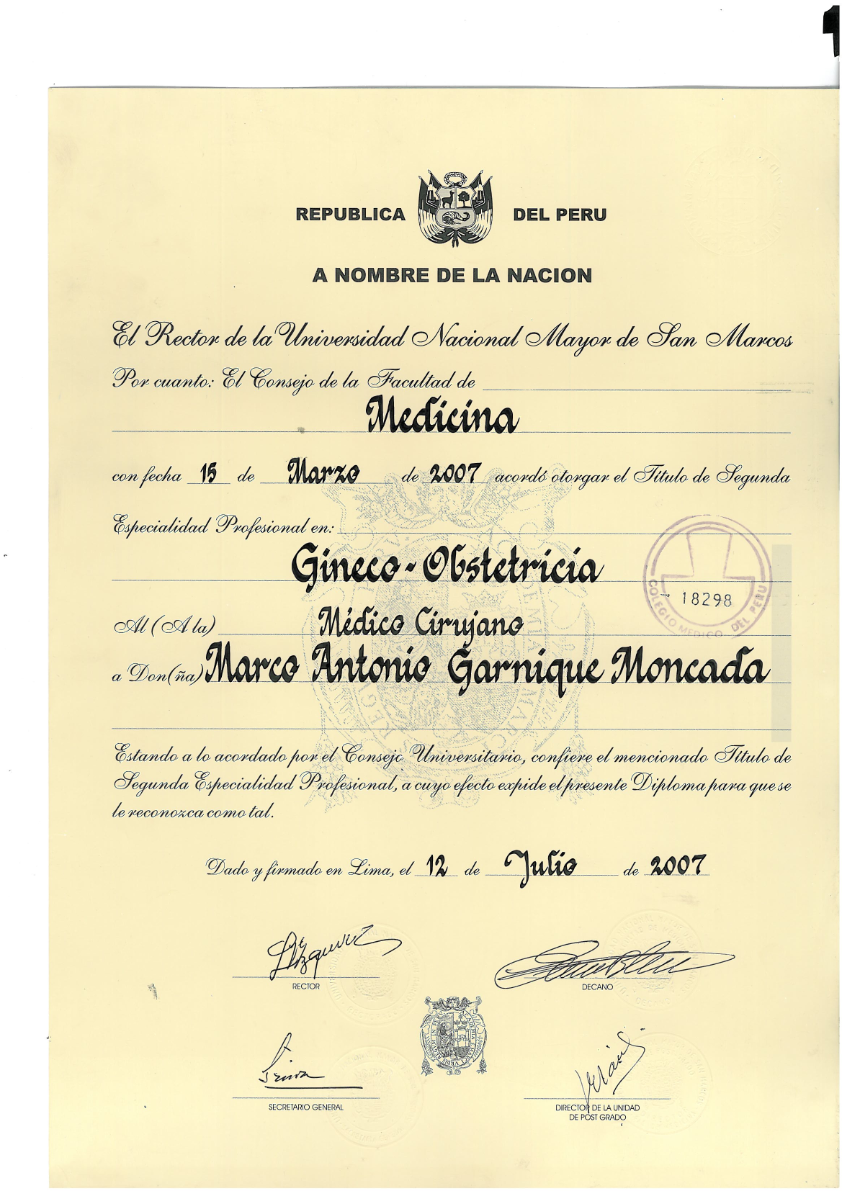 REPUBLICA DEL PERU
A NOMBRE DE LA NACION
El Rector de la Universidad Nacional Mayor de San Marcos
Por cuanto: El Consejo de la Facultad de
Medicina
con fecha 15 de Marzo de 2007 acordó otorgar el Título de Segunda
Especialidad Profesional en:
Gineco-Obstetricia
COLEGIO MEDICO DEL PERU
18298
Al (A la) Médico Cirujano
a Don(ña) Marco Antonio Garnique Moncada
Estando a lo acordado por el Consejo Universitario, confiere el mencionado Título de
Segunda Especialidad Profesional, a cuyo efecto expide el presente Diploma para que se
le reconozca como tal.
Dado y firmado en Lima, el 12 de Julio de 2007
RECTOR
DECANO
SECRETARIO GENERAL
DIRECTOR DE LA UNIDAD
DE POST GRADO